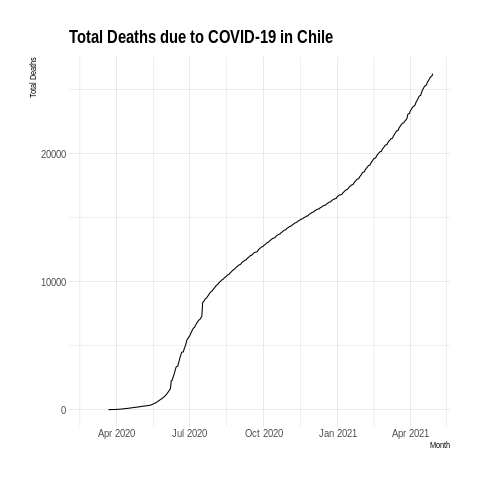 Total Deaths due to COVID-19 in Chile
Total Deaths
20000
10000
0
Apr 2020 Jul 2020 Oct 2020 Jan 2021 Apr 2021
Month